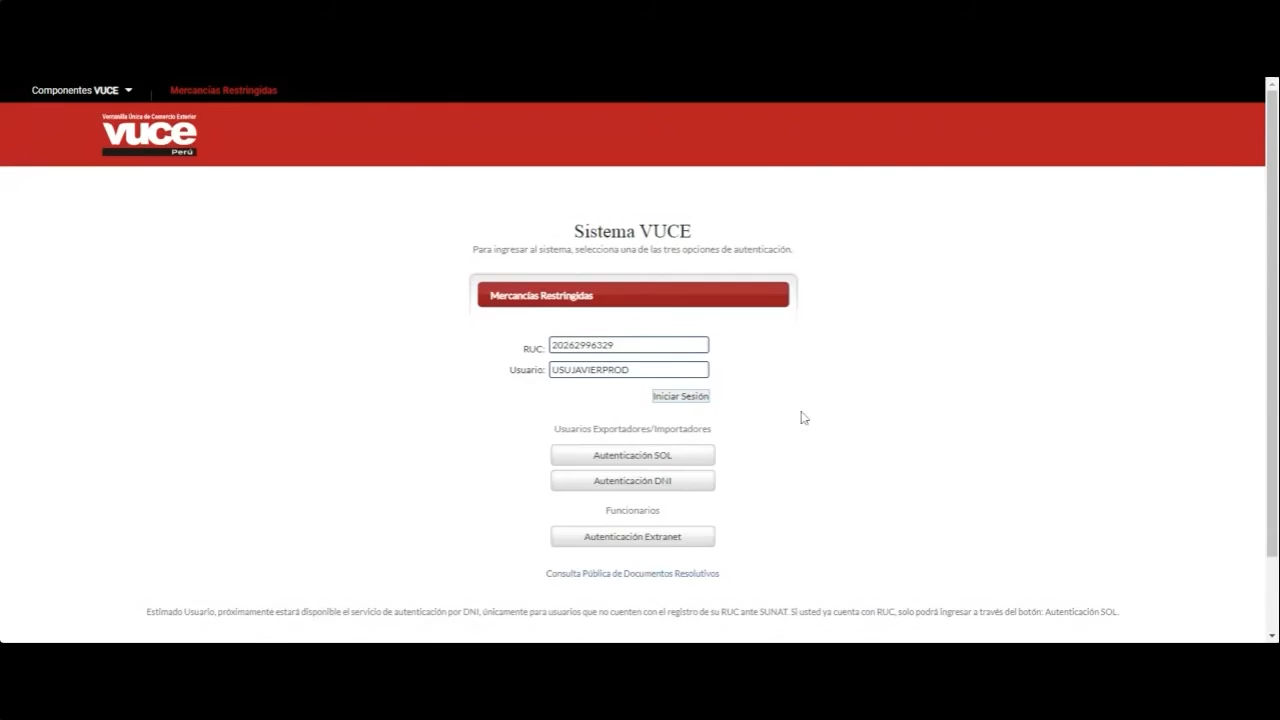 Componentes VUCE
Mercancías Restringidas
Ventanilla Única de Comercio Exterior
vuce
Perú
Sistema VUCE
Para ingresar al sistema, selecciona una de las tres opciones de autenticación.
Mercancías Restringidas
RUC: 20262996329
Usuario: USUJAVIERPROD
Iniciar Sesión
Usuarios Exportadores/Importadores
Autenticación SOL
Autenticación DNI
Funcionarios
Autenticación Extranet
Consulta Pública de Documentos Resolutivos
Estimado Usuario, próximamente estará disponible el servicio de autenticación por DNI, únicamente para usuarios que no cuenten con el registro de su RUC ante SUNAT. Si usted ya cuenta con RUC, solo podrá ingresar a través del botón: Autenticación SOL.